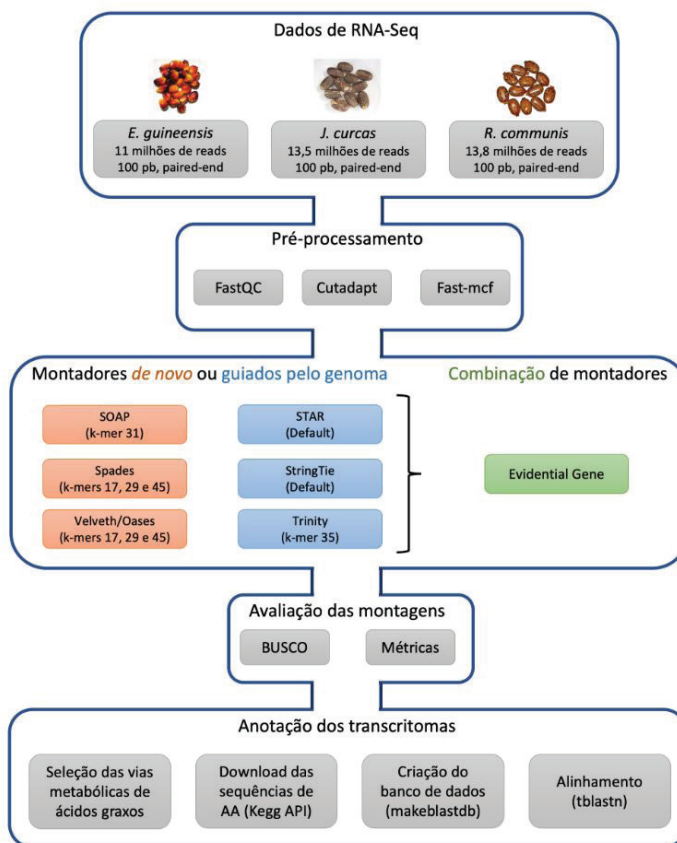 Dados de RNA-Seq
E. guineensis
11 milhões de reads
100 pb, paired-end
J. curcas
13,5 milhões de reads
100 pb, paired-end
R. communis
13,8 milhões de reads
100 pb, paired-end
Pré-processamento
FastQC
Cutadapt
Fast-mcf
Montadores de novo ou guiados pelo genoma
Combinação de montadores
SOAP
(k-mer 31)
STAR
(Default)
Spades
(k-mers 17, 29 e 45)
StringTie
(Default)
Evidential Gene
Velveth/Oases
(k-mers 17, 29 e 45)
Trinity
(k-mer 35)
Avaliação das montagens
BUSCO
Métricas
Anotação dos transcritomas
Seleção das vias
metabólicas de
ácidos graxos
Download das
sequências de
AA (Kegg API)
Criação do
banco de dados
(makeblastdb)
Alinhamento
(tblastn)